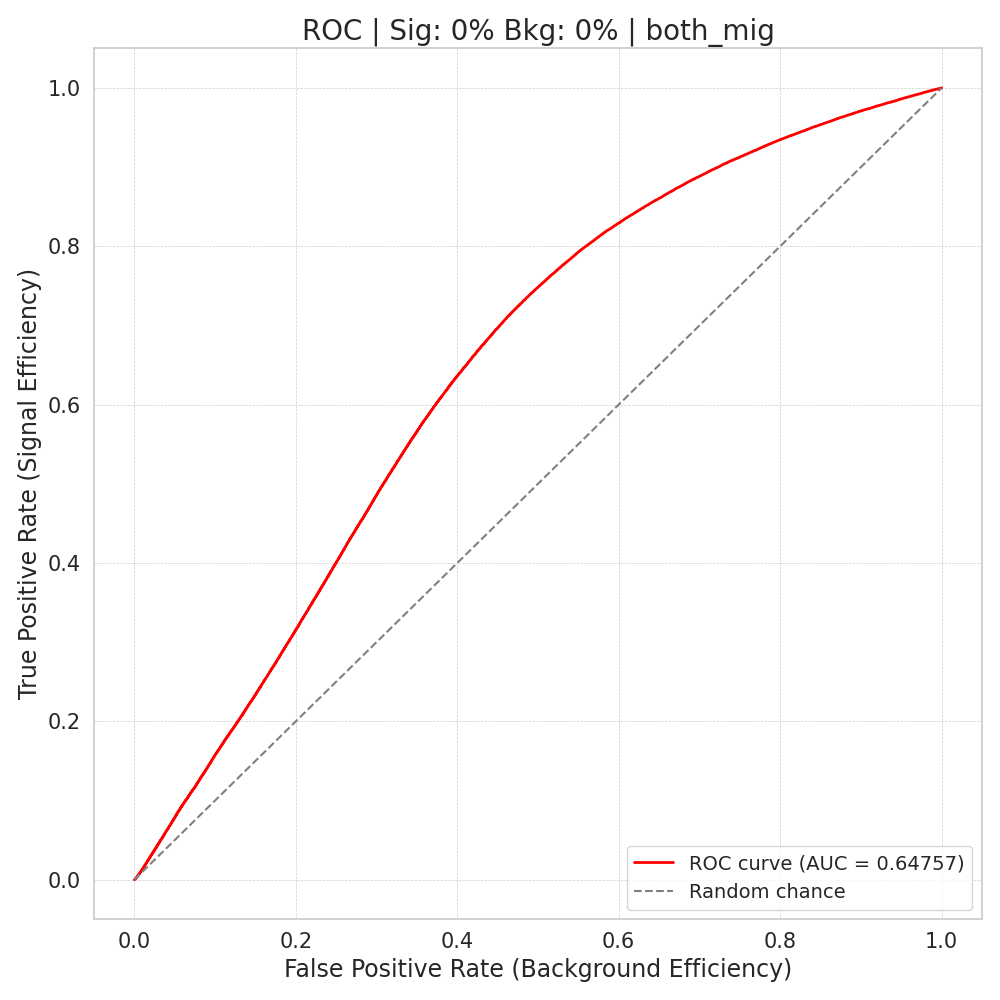 ROC | Sig: 0% Bkg: 0% | both_mig
True Positive Rate (Signal Efficiency)
1.0
0.8
0.6
0.4
0.2
0.0
ROC curve (AUC = 0.64757)
Random chance
0.0 0.2 0.4 0.6 0.8 1.0
False Positive Rate (Background Efficiency)